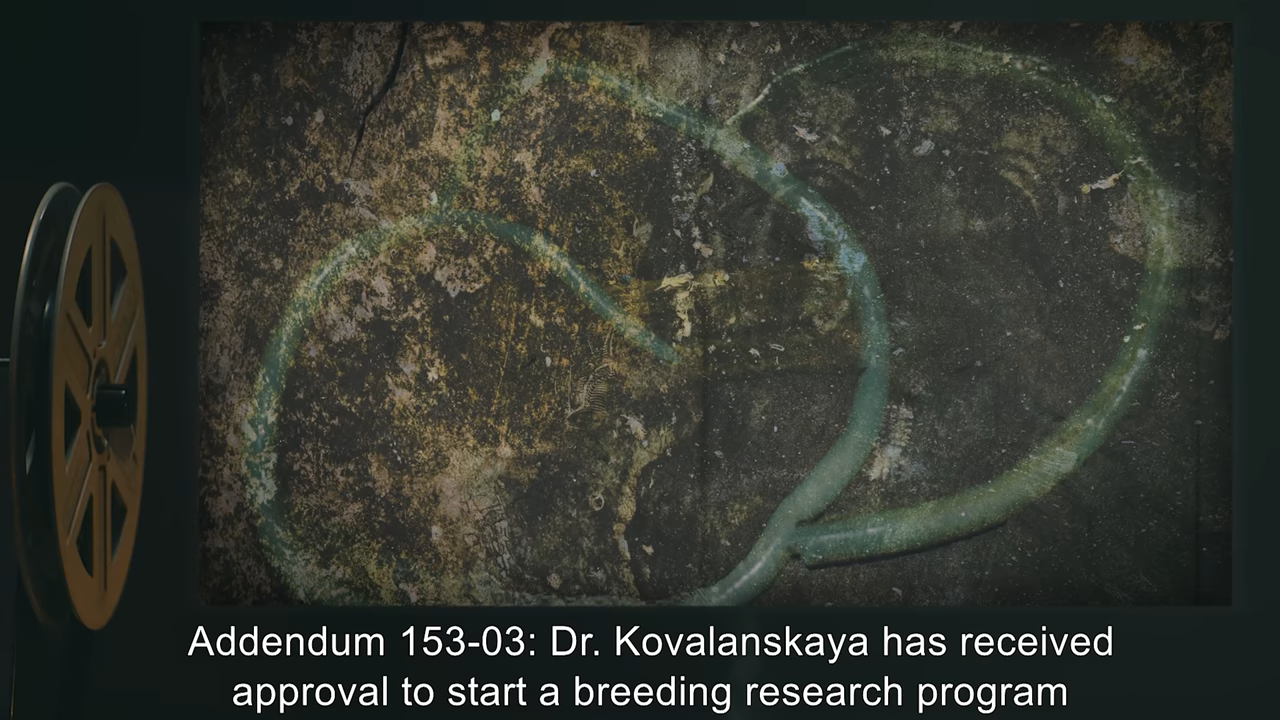 Addendum 153-03: Dr. Kovalanskaya has received
approval to start a breeding research program